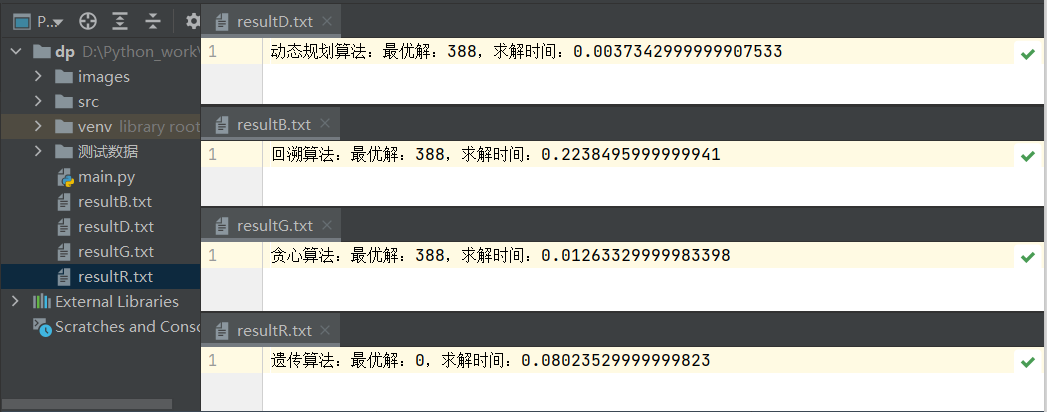 P..
dp D:\Python_work\
images
src
venv library root
测试数据
main.py
resultB.txt
resultD.txt
resultG.txt
resultR.txt
External Libraries
Scratches and Conso
resultD.txt
1 动态规划算法：最优解：388，求解时间：0.0037342999999907533
resultB.txt
1 回溯算法：最优解：388，求解时间：0.2238495999999941
resultG.txt
1 贪心算法：最优解：388，求解时间：0.01263329999983398
resultR.txt
1 遗传算法：最优解：0，求解时间：0.08023529999999823